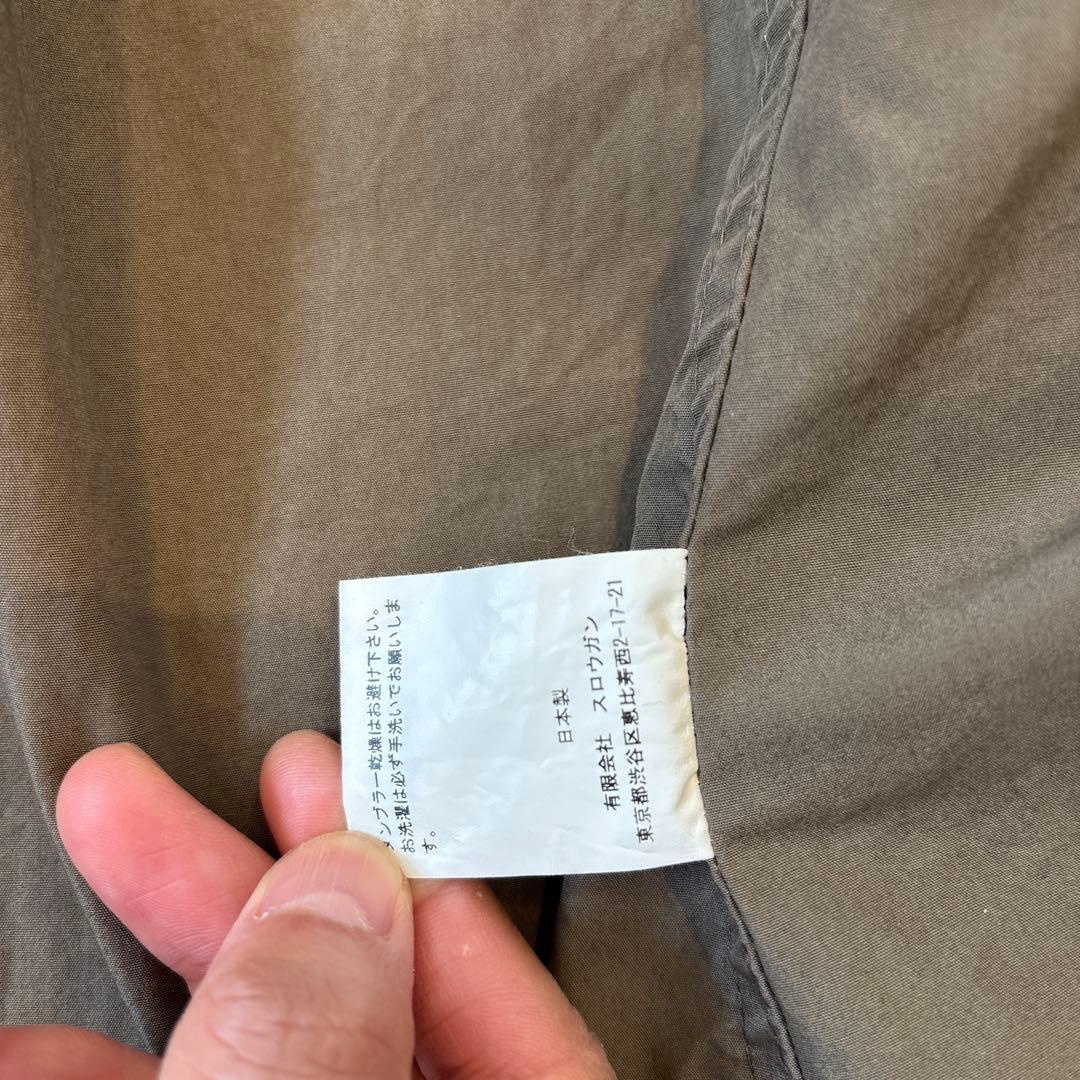 タンブラー乾燥はお避け下さい。
お洗濯は必ず手洗いでお願いしま
す。
日本製
有限会社　スロウガン
東京都渋谷区恵比寿西2-17-21